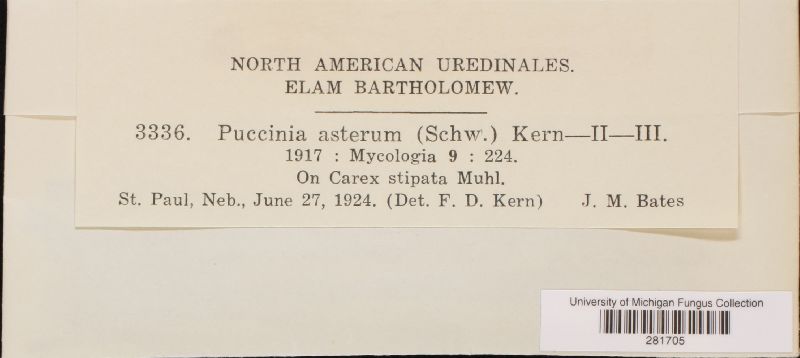 NORTH AMERICAN UREDINALES.
ELAM BARTHOLOMEW.
3336. Puccinia asterum (Schw.) Kern—II—III.
1917 : Mycologia 9 : 224.
On Carex stipata Muhl.
St. Paul, Neb., June 27, 1924. (Det. F. D. Kern) J. M. Bates
University of Michigan Fungus Collection
281705